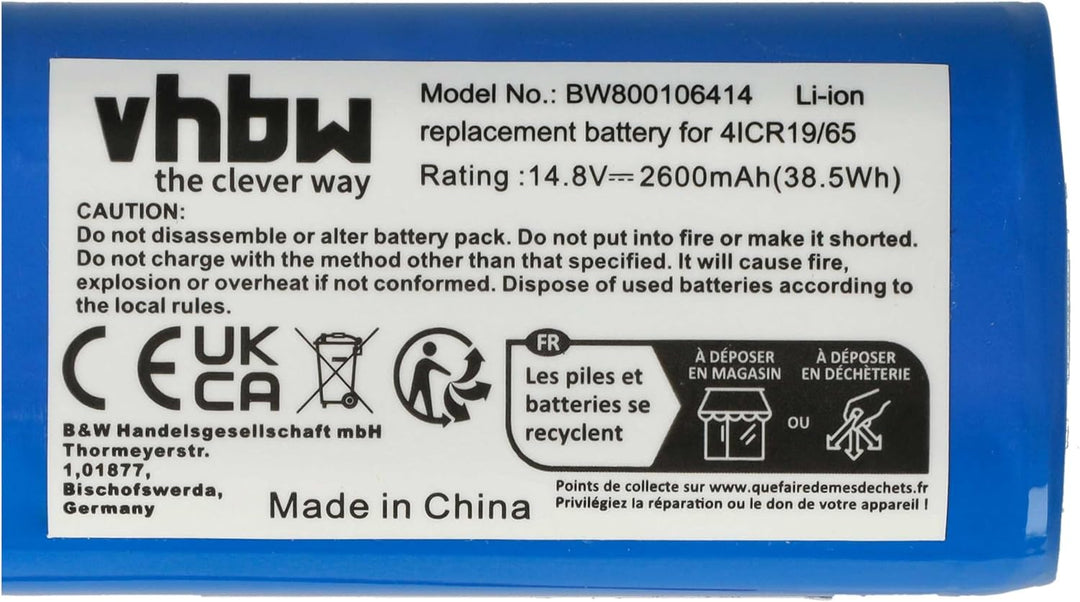 vhbw
the clever way
Model No.: BW800106414 Li-ion
replacement battery for 4ICR19/65
Rating :14.8V⎓2600mAh(38.5Wh)
CAUTION:
Do not disassemble or alter battery pack. Do not put into fire or make it shorted.
Do not charge with the method other than that specified. It will cause fire,
explosion or overheat if not conformed. Dispose of used batteries according to
the local rules.
CE
UK
CA
B&W Handelsgesellschaft mbH
Thormeyerstr.
1,01877,
Bischofswerda,
Germany
Made in China
FR
Les piles et
batteries se
recyclent
À DÉPOSER
EN MAGASIN
OU
À DÉPOSER
EN DÉCHÈTERIE
Points de collecte sur www.quefairedemesdechets.fr
Privilégiez la réparation ou le don de votre appareil !